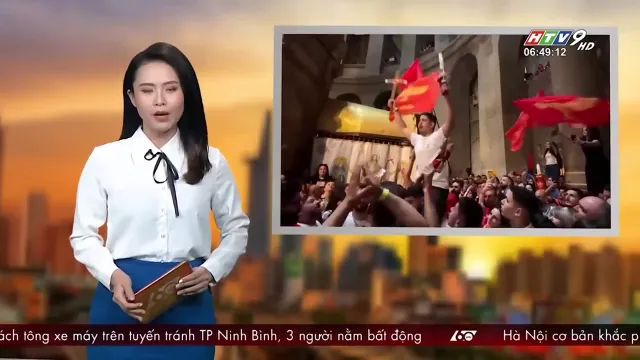 HTV9 HD
06:49:12
ách tông xe máy trên tuyến tránh TP Ninh Bình, 3 người nằm bất động 60 Hà Nội cơ bản khắc p